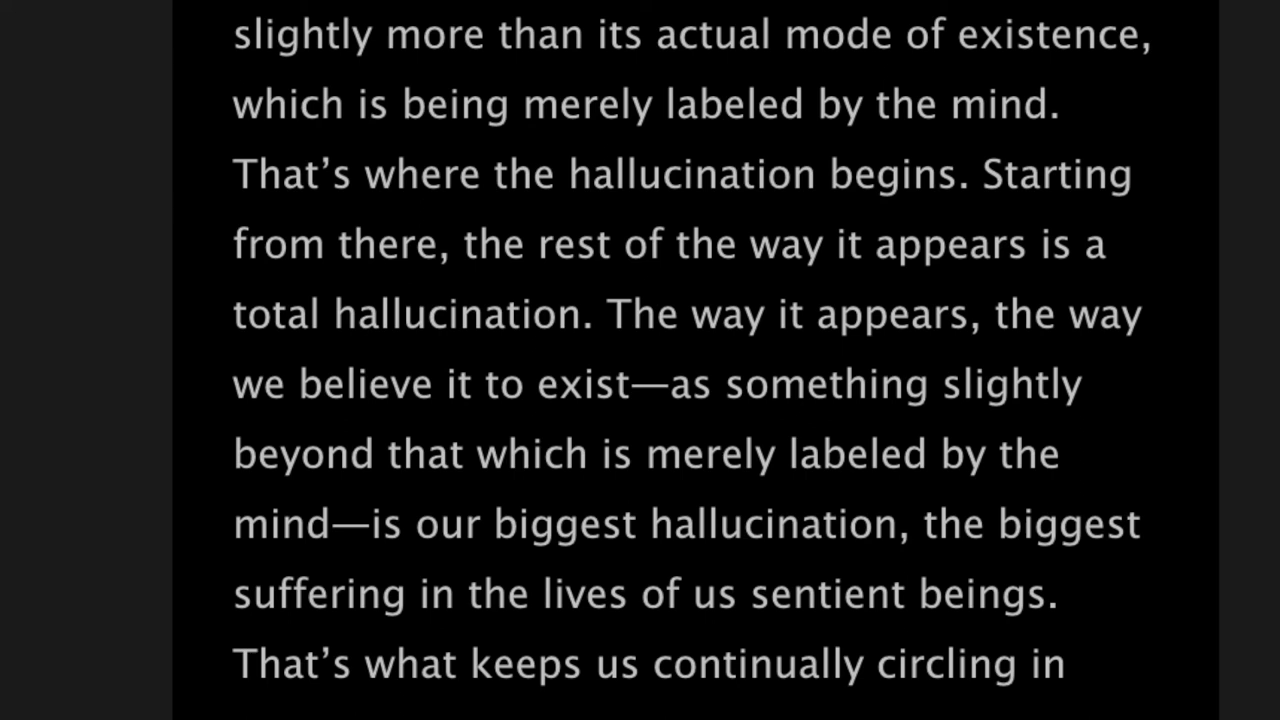 slightly more than its actual mode of existence,
which is being merely labeled by the mind.
That’s where the hallucination begins. Starting
from there, the rest of the way it appears is a
total hallucination. The way it appears, the way
we believe it to exist—as something slightly
beyond that which is merely labeled by the
mind—is our biggest hallucination, the biggest
suffering in the lives of us sentient beings.
That’s what keeps us continually circling in